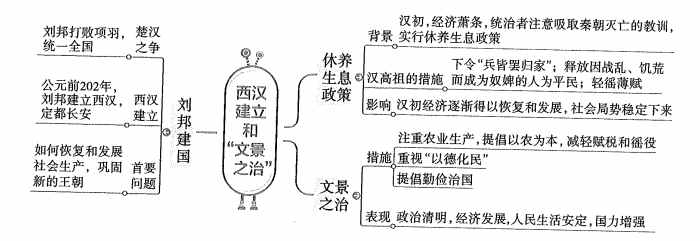 西汉
建立
和
“文景
之治”
刘邦建国
楚汉
之争
刘邦打败项羽，
统一全国
西汉
建立
公元前202年，
刘邦建立西汉，
定都长安
首要
问题
如何恢复和发展
社会生产，巩固
新的王朝
休养
生息
政策
背景
汉初，经济萧条，统治者注意吸取秦朝灭亡的教训，
实行休养生息政策
汉高祖的措施
下令“兵皆罢归家”；释放因战乱、饥荒
而成为奴婢的人为平民；轻徭薄赋
影响
汉初经济逐渐得以恢复和发展，社会局势稳定下来
文景
之治
措施
注重农业生产，提倡以农为本，减轻赋税和徭役
重视“以德化民”
提倡勤俭治国
表现
政治清明，经济发展，人民生活安定，国力增强